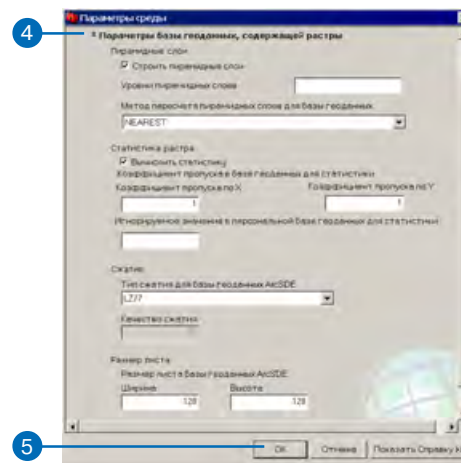 Параметры среды
4
Параметры базы геоданных, содержащей растры
Пирамидные слои
Строить пирамидные слои
Уровни пирамидных слоев
Метод пересчета пирамидных слоев для базы геоданных
NEAREST
Статистика растра
Вычислить статистику
Коэффициент пропуска в базе геоданных для статистики
Коэффициент пропуска по X
Коэффициент пропуска по Y
1
1
Игнорируемое значение в персональной базе геоданных для статистики
Сжатие
Тип сжатия для базы геоданных ArcSDE
LZ77
Качество сжатия
Размер листа
Размер листа базы геоданных ArcSDE
Ширина
Высота
128
128
5
OK
Отмена
Показать Справку